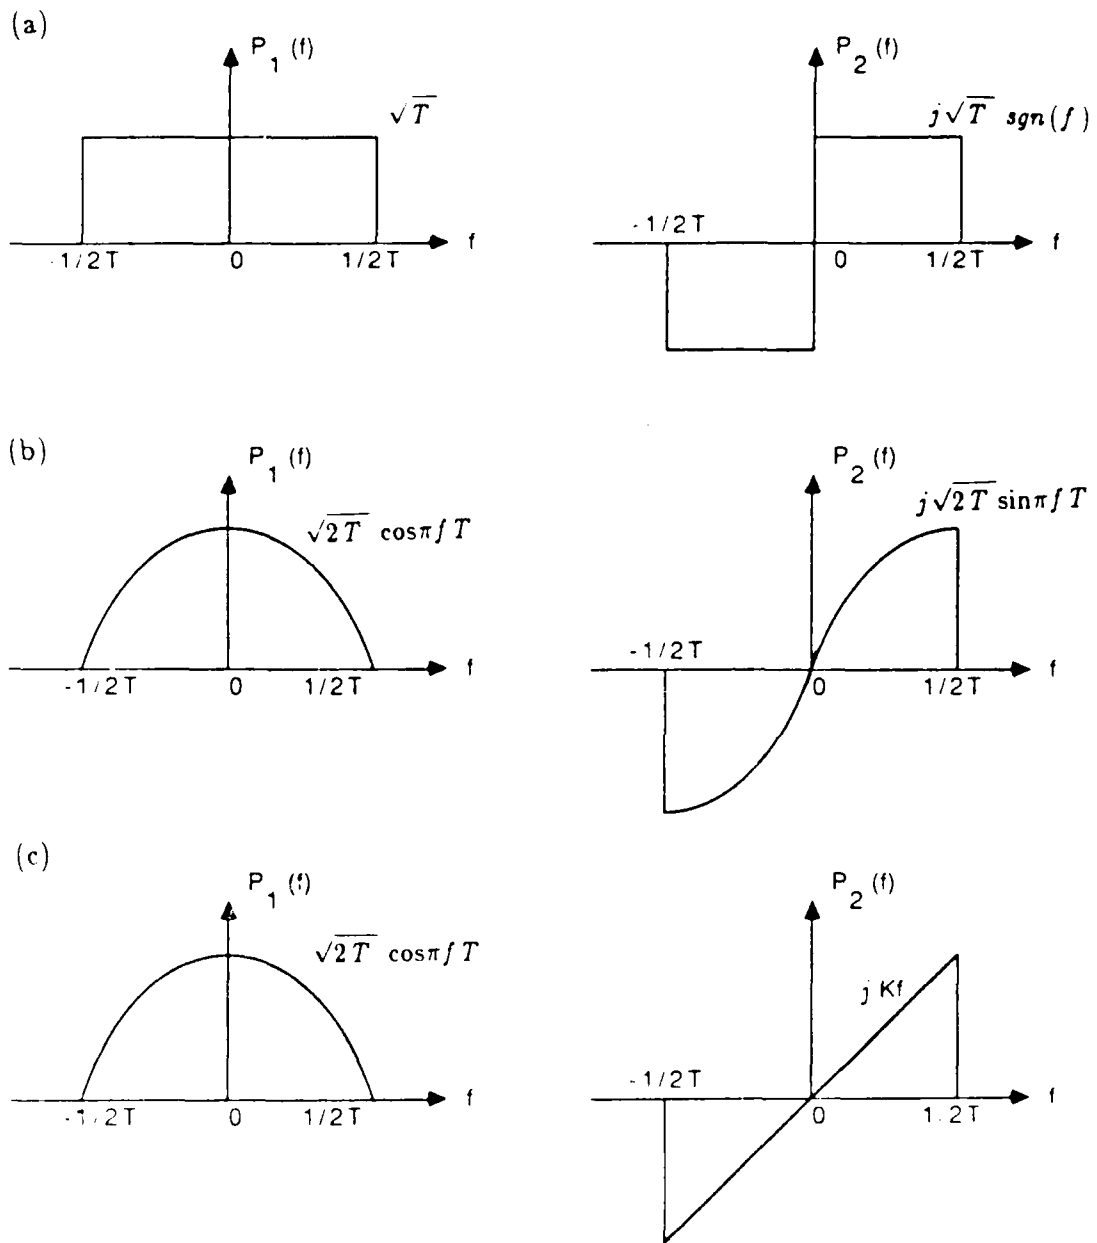 (a)
P1 (f)
√T
-1/2T
0
1/2T
f
P2 (f)
j√T sgn(f)
-1/2T
0
1/2T
f
(b)
P1 (f)
√2T cosπfT
-1/2T
0
1/2T
f
P2 (f)
j√2T sinπfT
-1/2T
0
1/2T
f
(c)
P1 (f)
√2T cosπfT
-1/2T
0
1/2T
f
P2 (f)
j Kf
-1/2T
0
1/2T
f